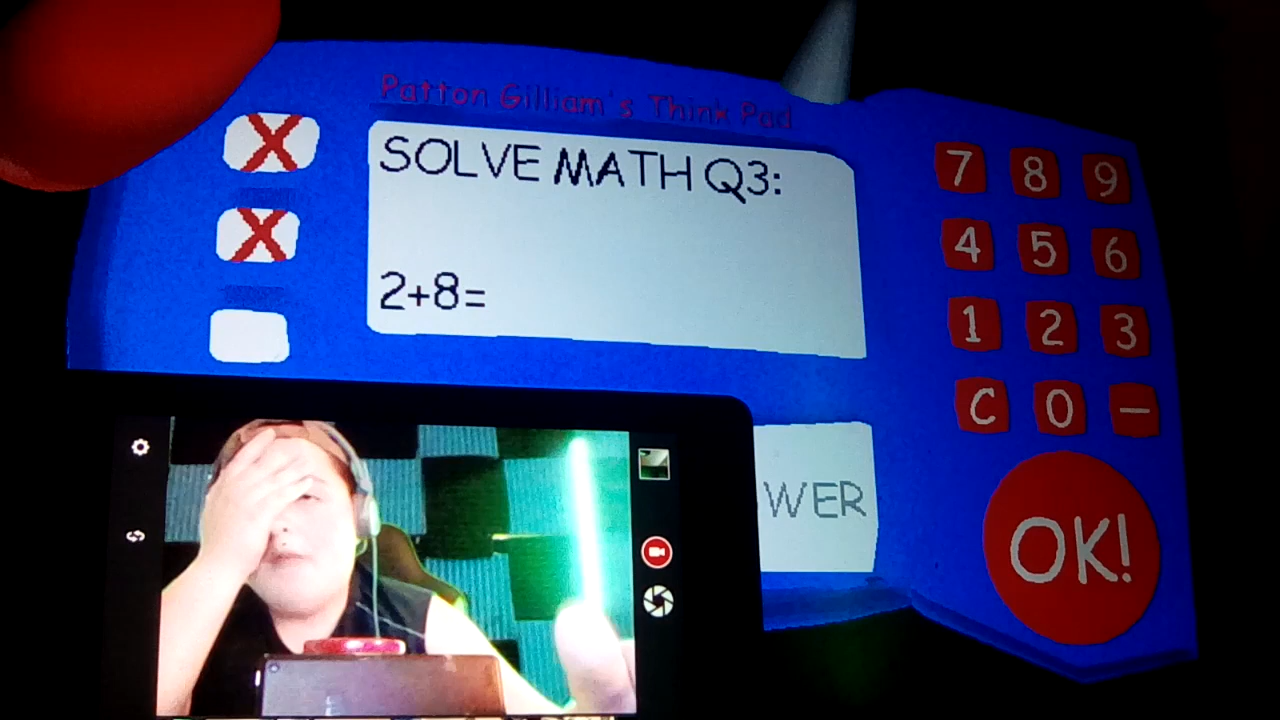 Patton Gilliam's Think Pad
SOLVE MATH Q3:
2+8=
WER
7 8 9
4 5 6
1 2 3
C 0 —
OK!